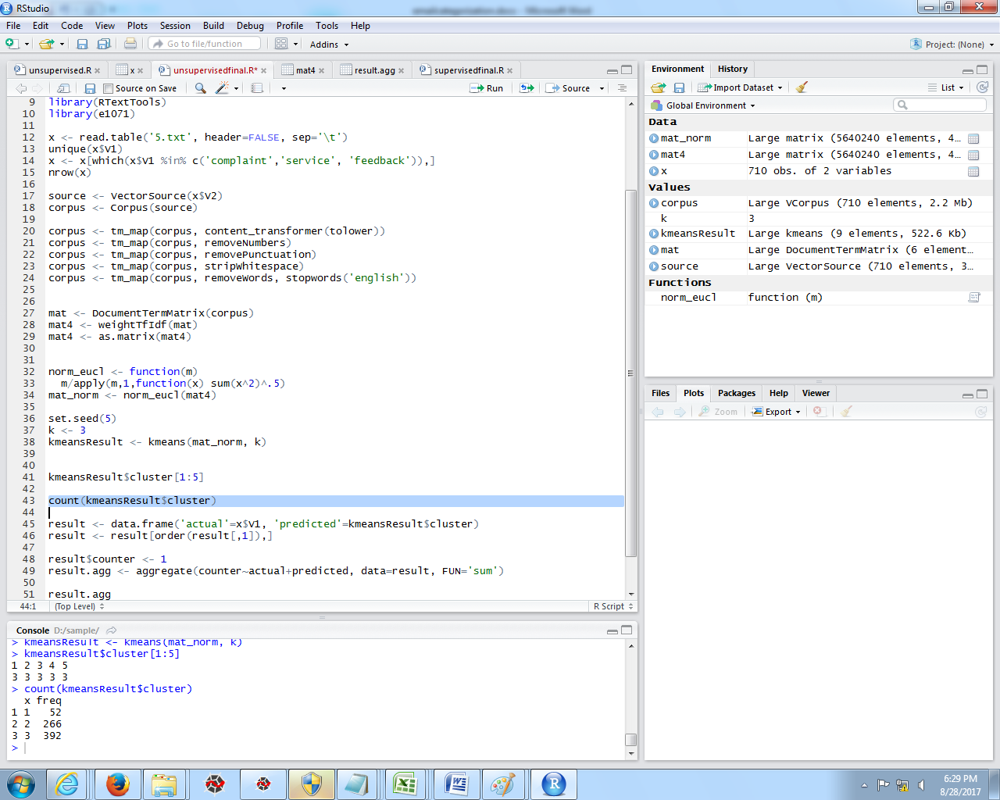 RStudio
File Edit Code View Plots Session Build Debug Profile Tools Help
Go to file/function Addins Project: (None)
unsupervised.R x unsupervisedfinal.R* mat4 result.agg supervisedfinal.R
Source on Save Run Source
9 library(RTextTools)
10 library(e1071)
11
12 x <- read.table('5.txt', header=FALSE, sep='\t')
13 unique(x$V1)
14 x <- x[which(x$V1 %in% c('complaint','service', 'feedback')),]
15 nrow(x)
16
17 source <- VectorSource(x$V2)
18 corpus <- Corpus(source)
19
20 corpus <- tm_map(corpus, content_transformer(tolower))
21 corpus <- tm_map(corpus, removeNumbers)
22 corpus <- tm_map(corpus, removePunctuation)
23 corpus <- tm_map(corpus, stripWhitespace)
24 corpus <- tm_map(corpus, removeWords, stopwords('english'))
25
26
27 mat <- DocumentTermMatrix(corpus)
28 mat4 <- weightTfIdf(mat)
29 mat4 <- as.matrix(mat4)
30
31
32 norm_eucl <- function(m)
33 m/apply(m,1,function(x) sum(x^2)^.5)
34 mat_norm <- norm_eucl(mat4)
35
36 set.seed(5)
37 k <- 3
38 kmeansResult <- kmeans(mat_norm, k)
39
40
41 kmeansResult$cluster[1:5]
42
43 count(kmeansResult$cluster)
44
45 result <- data.frame('actual'=x$V1, 'predicted'=kmeansResult$cluster)
46 result <- result[order(result[,1]),]
47
48 result$counter <- 1
49 result.agg <- aggregate(counter~actual+predicted, data=result, FUN='sum')
50
51 result.agg
44:1 (Top Level) R Script
Console D:/sample/
> kmeansResult <- kmeans(mat_norm, k)
> kmeansResult$cluster[1:5]
1 2 3 4 5
3 3 3 3 3
> count(kmeansResult$cluster)
x freq
1 1 52
2 2 266
3 3 392
>
Environment History
Import Dataset List
Global Environment
Data
mat_norm Large matrix (5640240 elements, 4...
mat4 Large matrix (5640240 elements, 4...
x 710 obs. of 2 variables
Values
corpus Large VCorpus (710 elements, 2.2 Mb)
k 3
kmeansResult Large kmeans (9 elements, 522.6 Kb)
mat Large DocumentTermMatrix (6 element...
source Large VectorSource (710 elements, 3...
Functions
norm_eucl function (m)
Files Plots Packages Help Viewer
Zoom Export
6:29 PM
8/28/2017